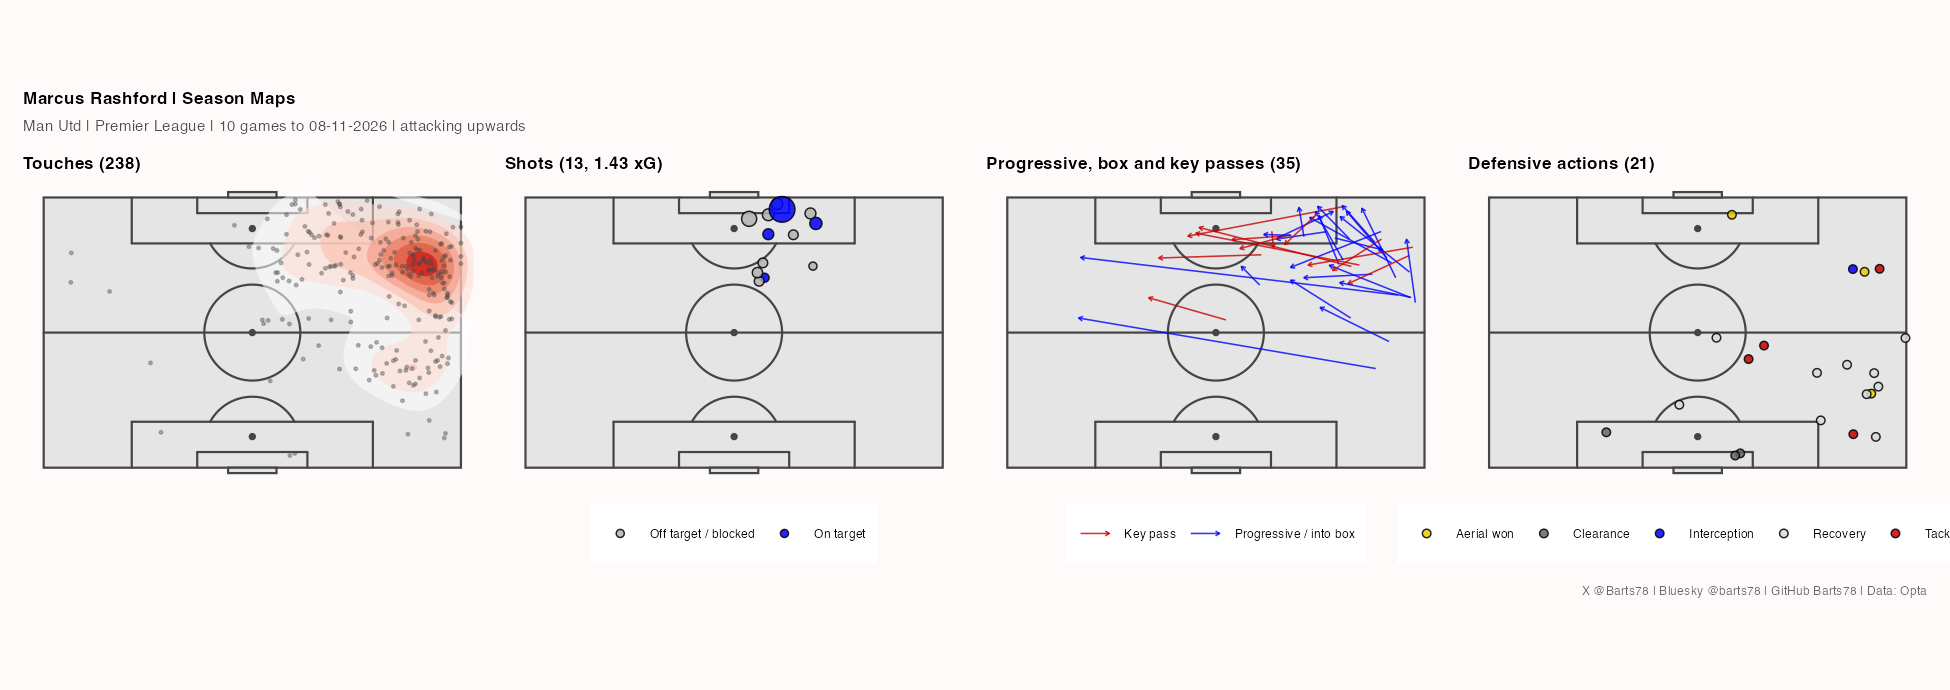 Marcus Rashford | Season Maps
Man Utd | Premier League | 10 games to 08-11-2026 | attacking upwards
Touches (238)
Shots (13, 1.43 xG)
Progressive, box and key passes (35)
Defensive actions (21)
Off target / blocked
On target
Key pass
Progressive / into box
Aerial won
Clearance
Interception
Recovery
Tack
X @Barts78 | Bluesky @barts78 | GitHub Barts78 | Data: Opta